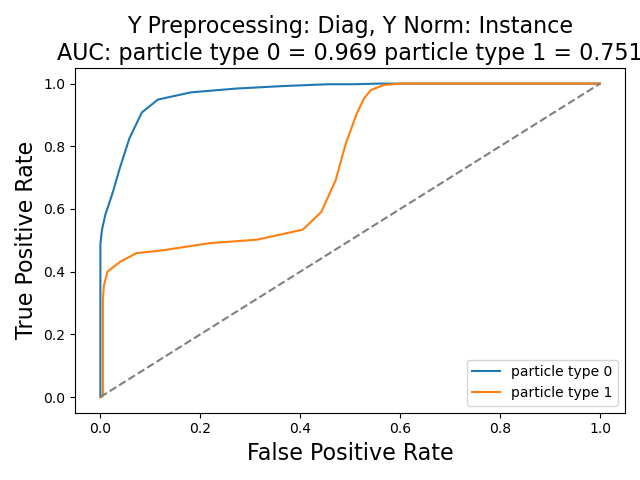 Y Preprocessing: Diag, Y Norm: Instance
AUC: particle type 0 = 0.969 particle type 1 = 0.751
True Positive Rate
1.0
0.8
0.6
0.4
0.2
0.0
particle type 0
particle type 1
0.0 0.2 0.4 0.6 0.8 1.0
False Positive Rate